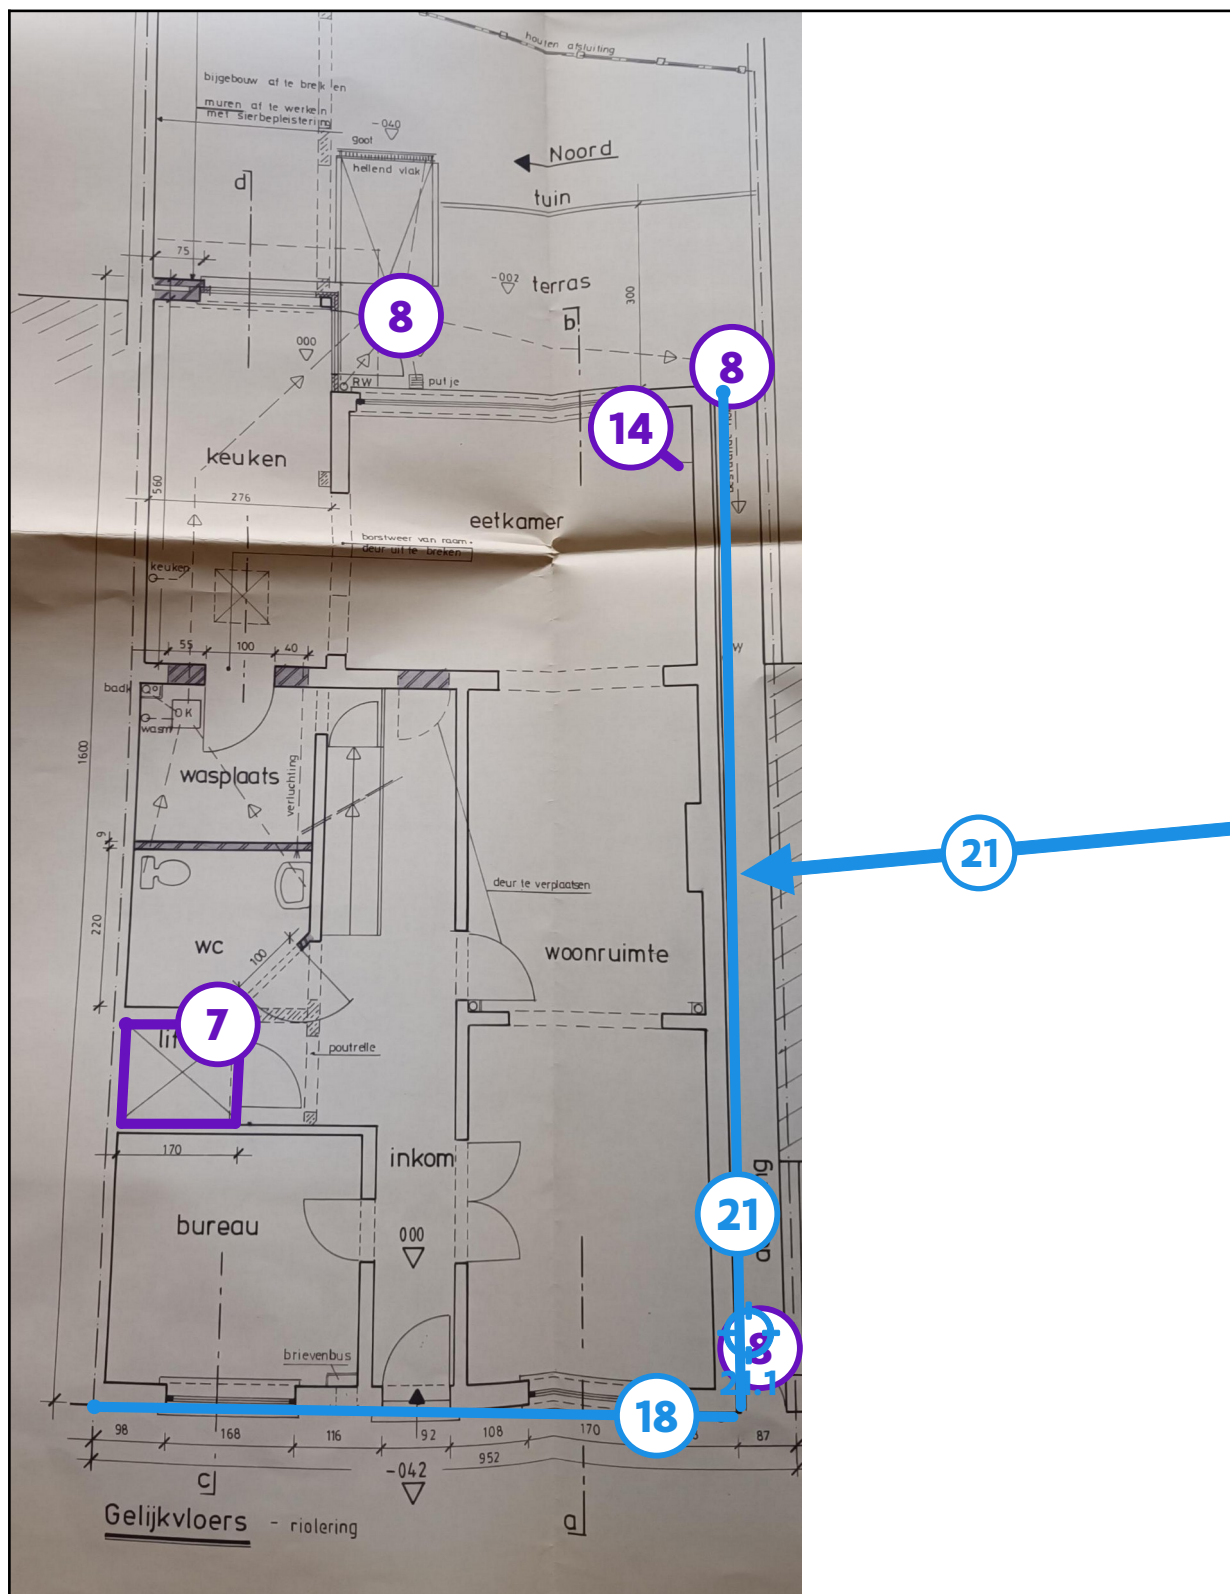 houten afsluiting
bijgebouw af te breken
muren af te werken
met sierbepleistering
-040
goot
Noord
hellend vlak
d
tuin
75
-002
terras
300
b
8
000
8
RW
putje
14
keuken
560
276
eetkamer
borstweer van raam
deur uit te breken
keuken
55
100
40
badk
OK
wasm
1600
wasplaats
verluchting
9
21
deur te verplaatsen
220
wc
100
woonruimte
7
poutrelle
170
inkom
bureau
21
000
8
brievenbus
21.1
18
98
168
116
92
108
170
87
952
c
-042
a
Gelijkvloers - riolering